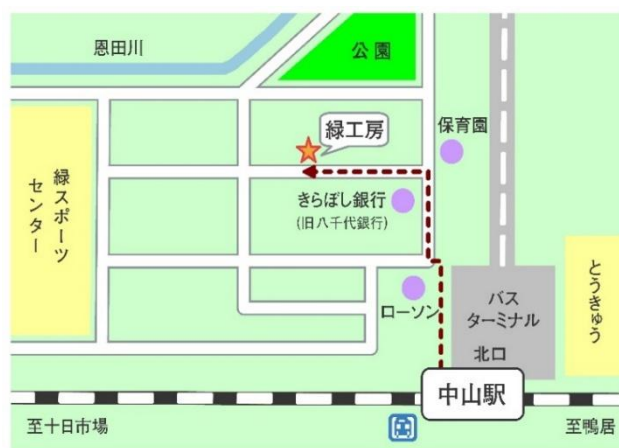 恩田川
公園
緑工房
保育園
きらぼし銀行
(旧八千代銀行)
緑スポーツ
センター
ローソン
バス
ターミナル
とうきゅう
北口
中山駅
至十日市場
至鴨居